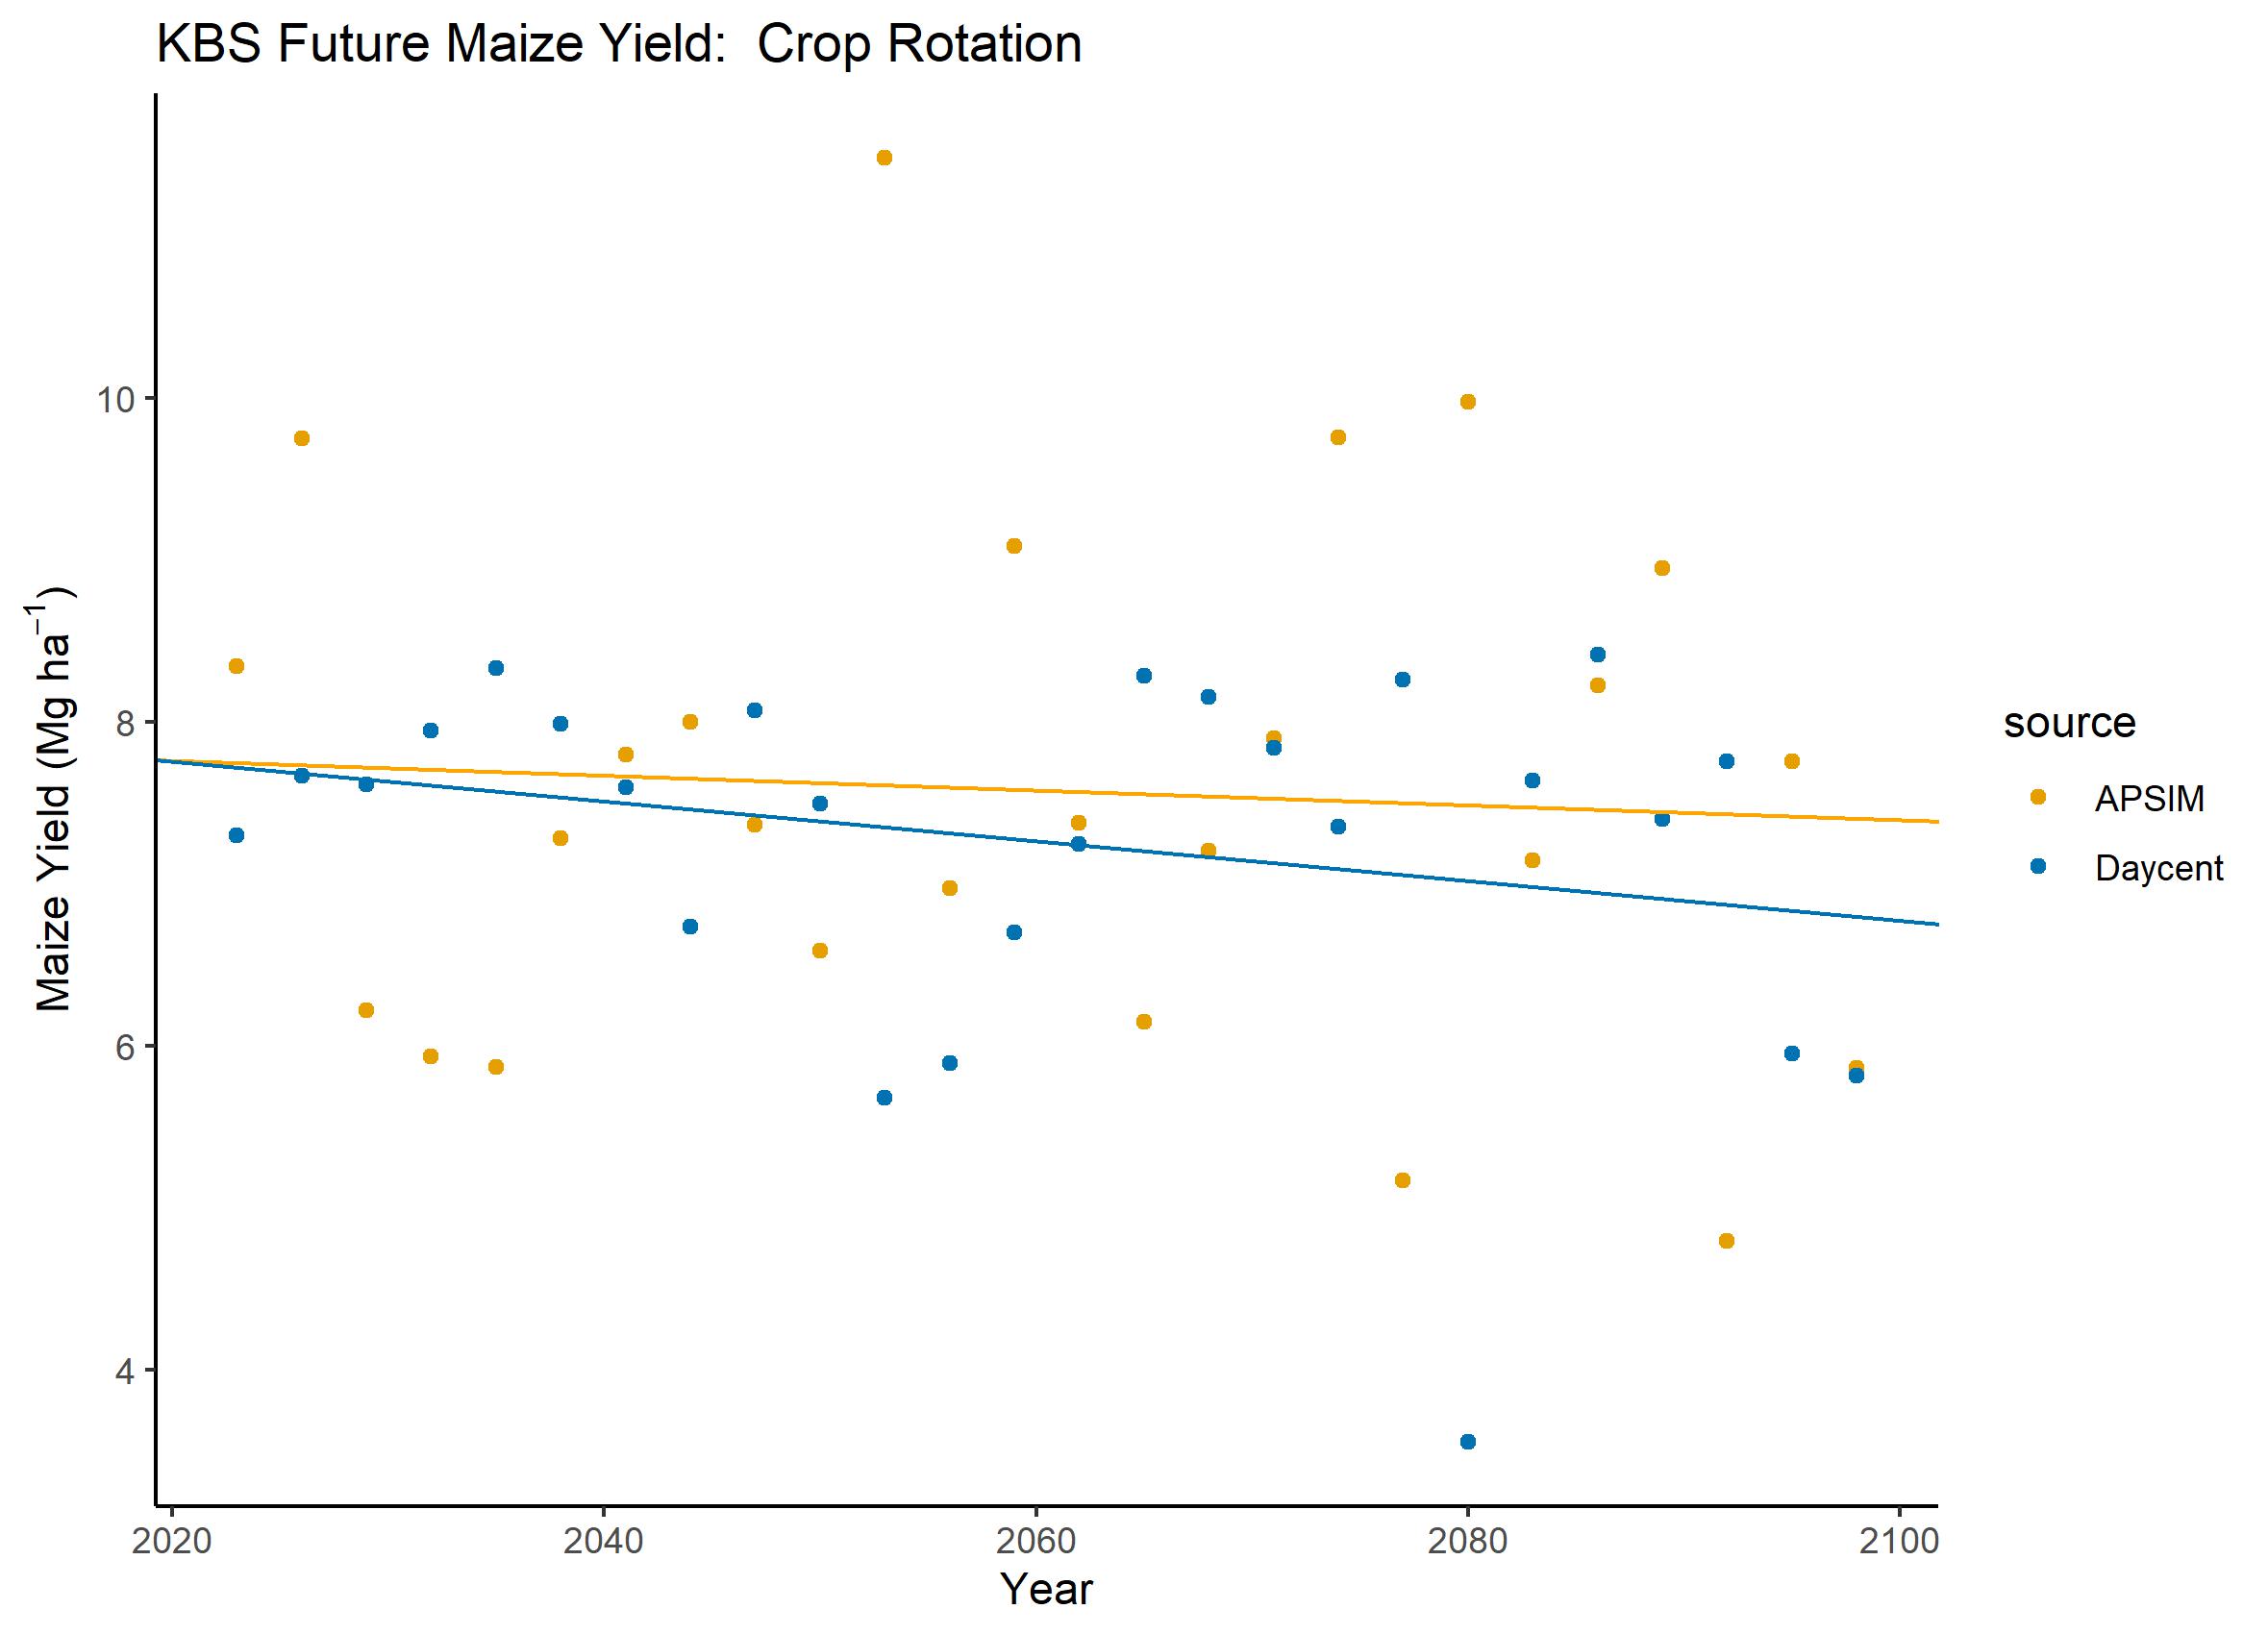 KBS Future Maize Yield:  Crop Rotation
Maize Yield (Mg ha⁻¹)
10
8
6
4
2020 2040 2060 2080 2100
Year
source
APSIM
Daycent